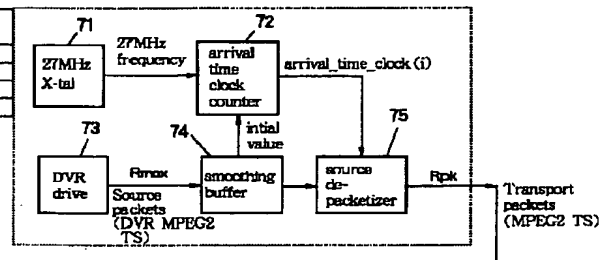 71
27MHz
X-tal
27MHz
frequency
72
arrival
time
clock
counter
arrival_time_clock (i)
intial
value
73
DVR
drive
Rmax
Source
packets
(DVR MPEG2
TS)
74
smoothing
buffer
75
source
de-
packetizer
Rpk
Transport
packets
(MPEG2 TS)